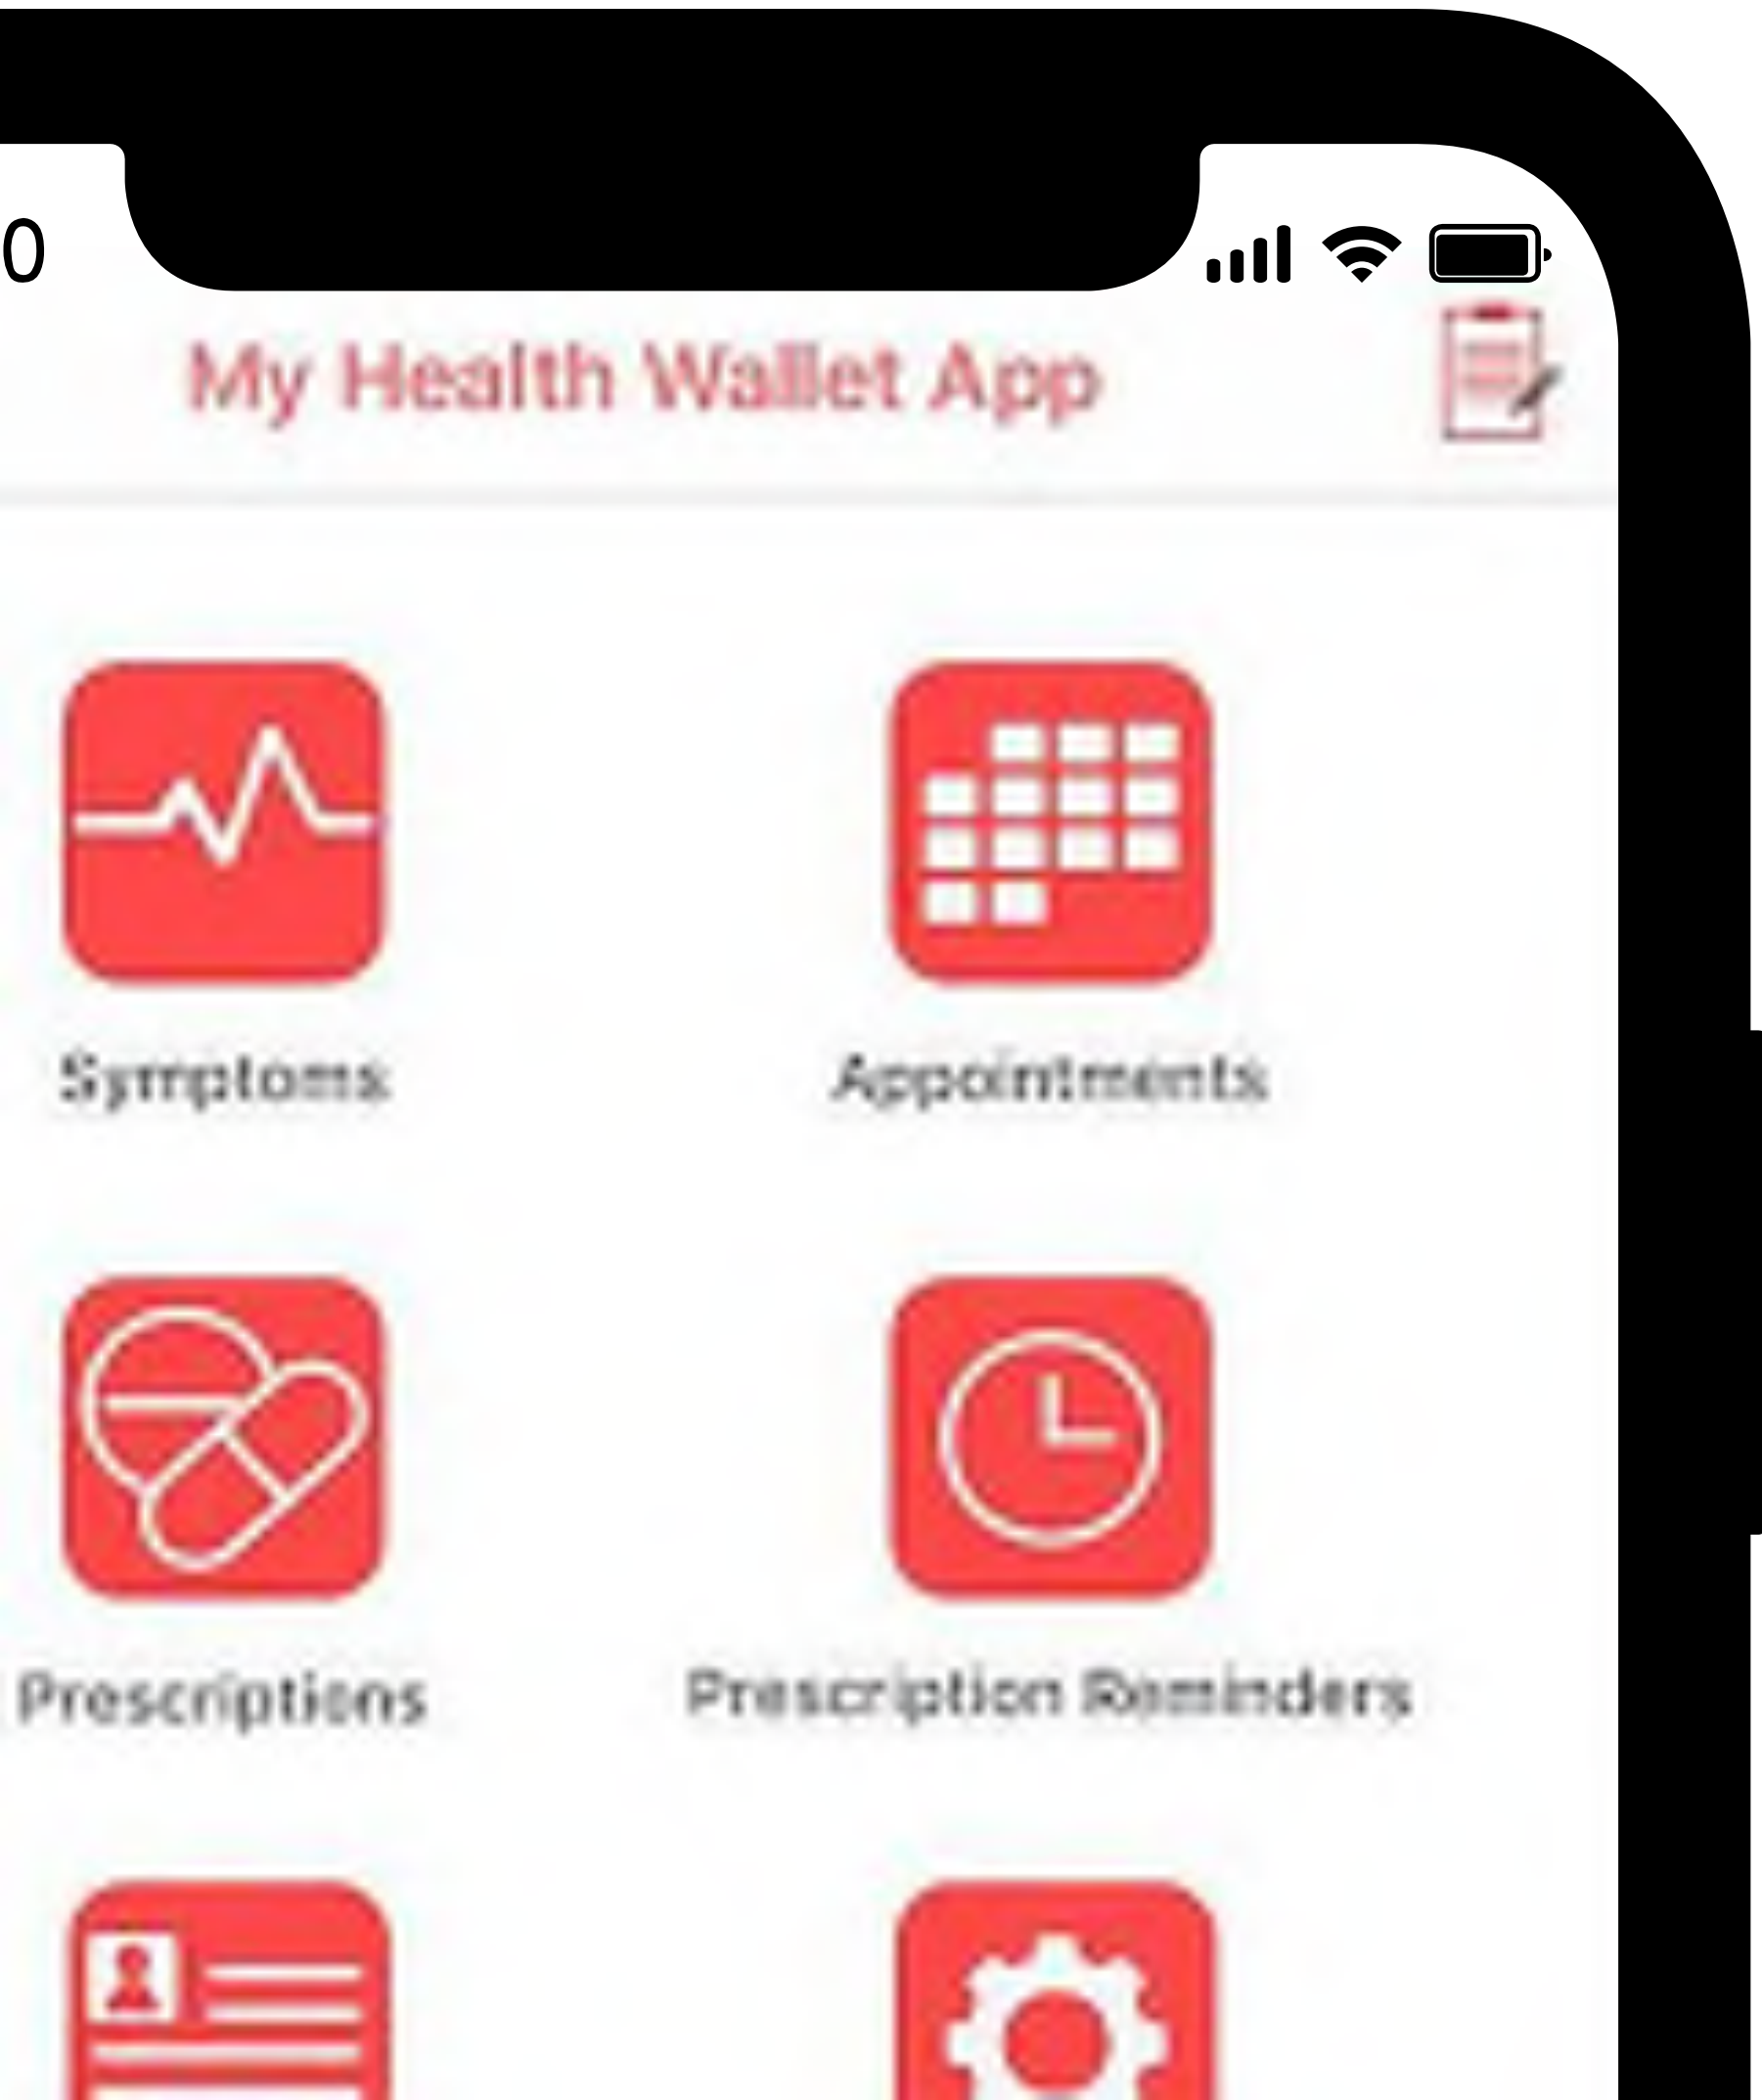 0
My Health Wallet App
Symptoms
Appointments
Prescriptions
Prescription Reminders